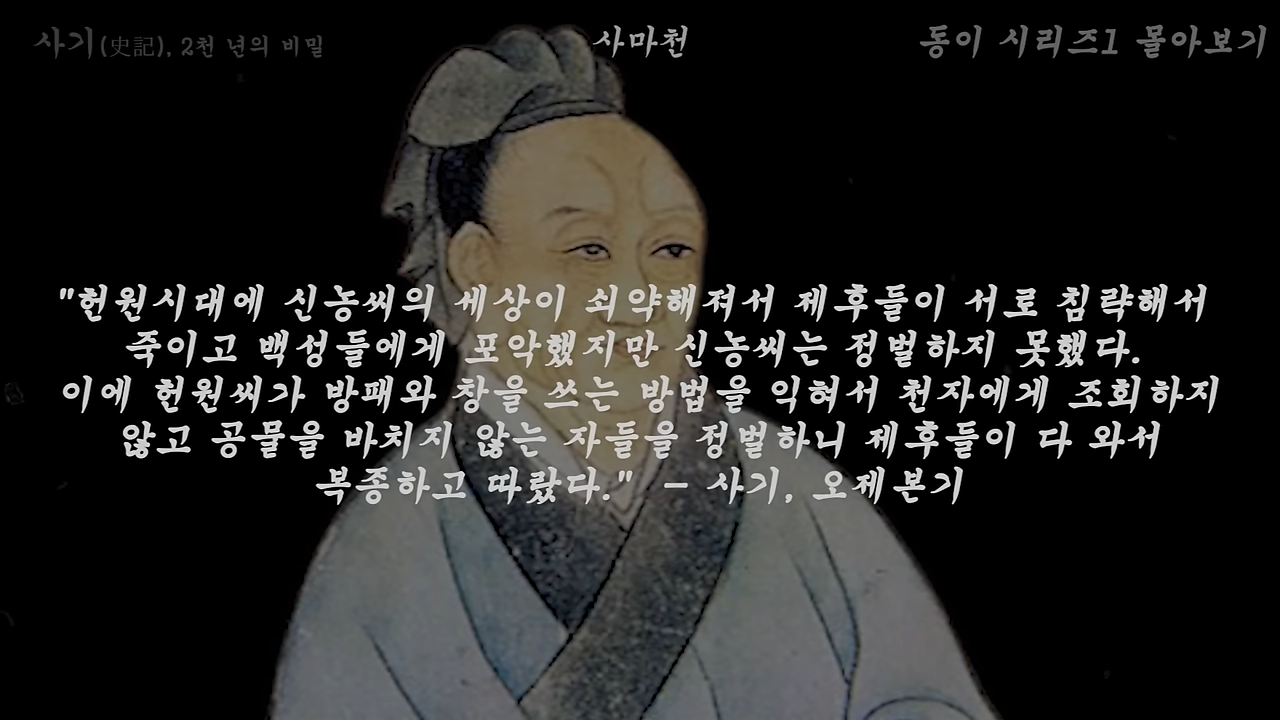 사기(史記), 2천 년의 비밀
사마천
동이 시리즈1 몰아보기
"헌원시대에 신농씨의 세상이 쇠약해져서 제후들이 서로 침략해서
죽이고 백성들에게 포악했지만 신농씨는 정벌하지 못했다.
이에 헌원씨가 방패와 창을 쓰는 방법을 익혀서 천자에게 조회하지
않고 공물을 바치지 않는 자들을 정벌하니 제후들이 다 와서
복종하고 따랐다." - 사기, 오제본기